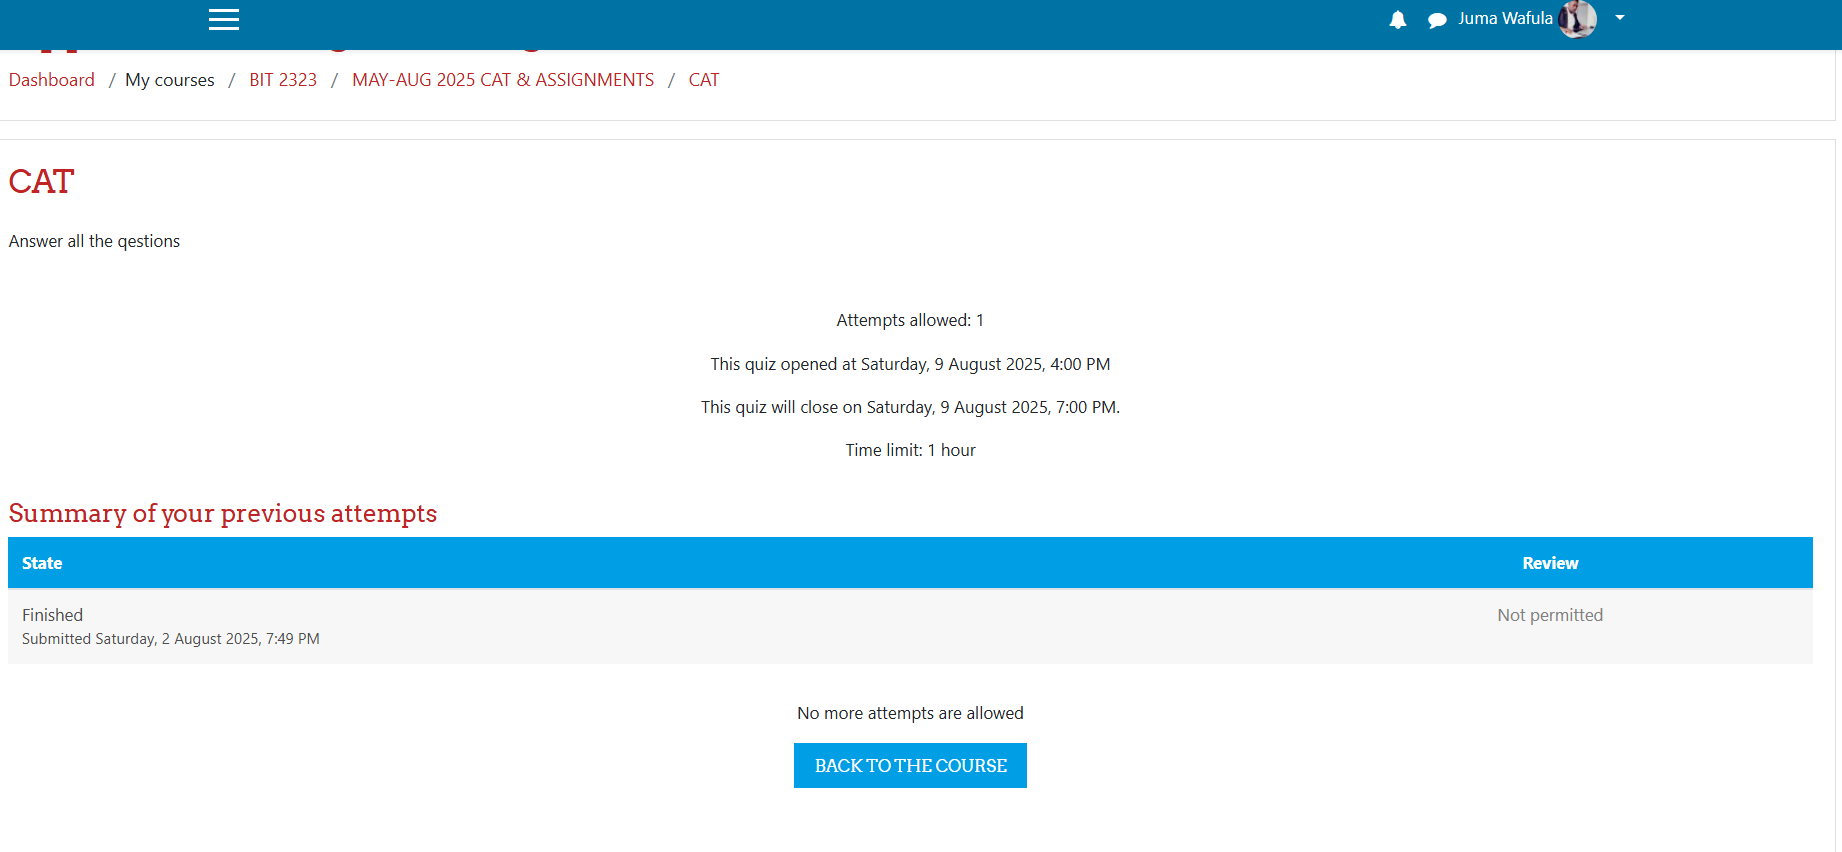 Juma Wafula
Dashboard / My courses / BIT 2323 / MAY-AUG 2025 CAT & ASSIGNMENTS / CAT
CAT
Answer all the qestions
Attempts allowed: 1
This quiz opened at Saturday, 9 August 2025, 4:00 PM
This quiz will close on Saturday, 9 August 2025, 7:00 PM.
Time limit: 1 hour
Summary of your previous attempts
State Review
Finished Not permitted
Submitted Saturday, 2 August 2025, 7:49 PM
No more attempts are allowed
BACK TO THE COURSE